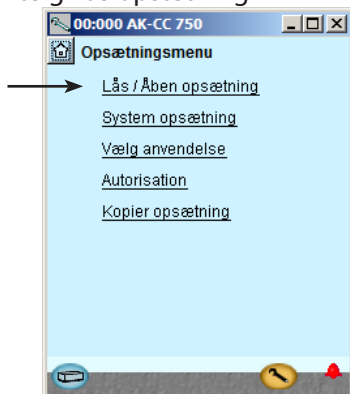 00:000 AK-CC 750
Opsætningsmenu
Lås / Åben opsætning
System opsætning
Vælg anvendelse
Autorisation
Kopier opsætning